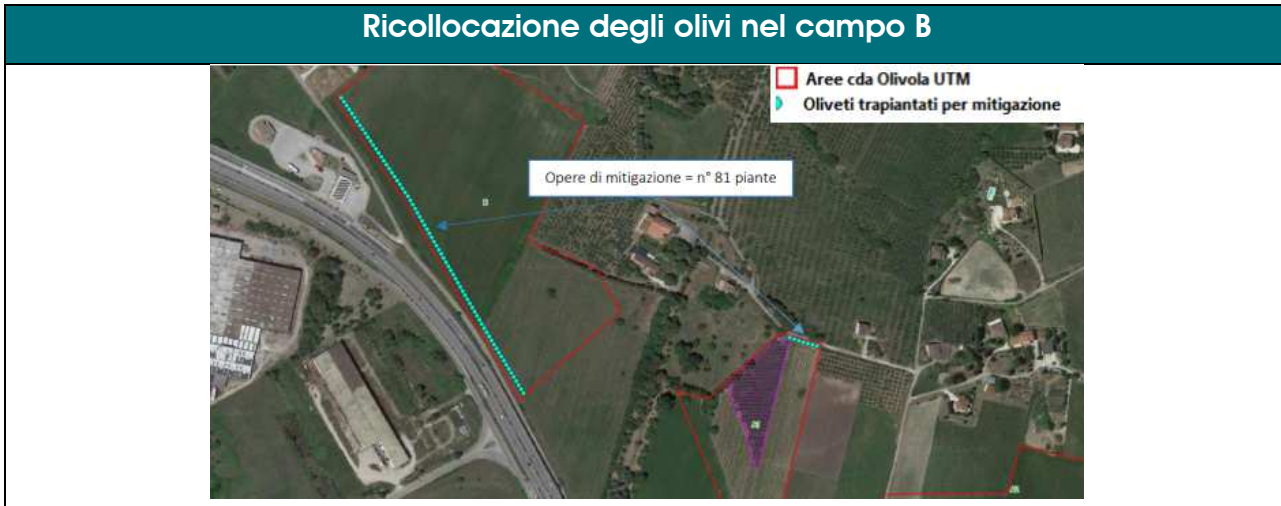 Ricollocazione degli olivi nel campo B
Aree cda Olivola UTM
Oliveti trapiantati per mitigazione
Opere di mitigazione = n° 81 piante